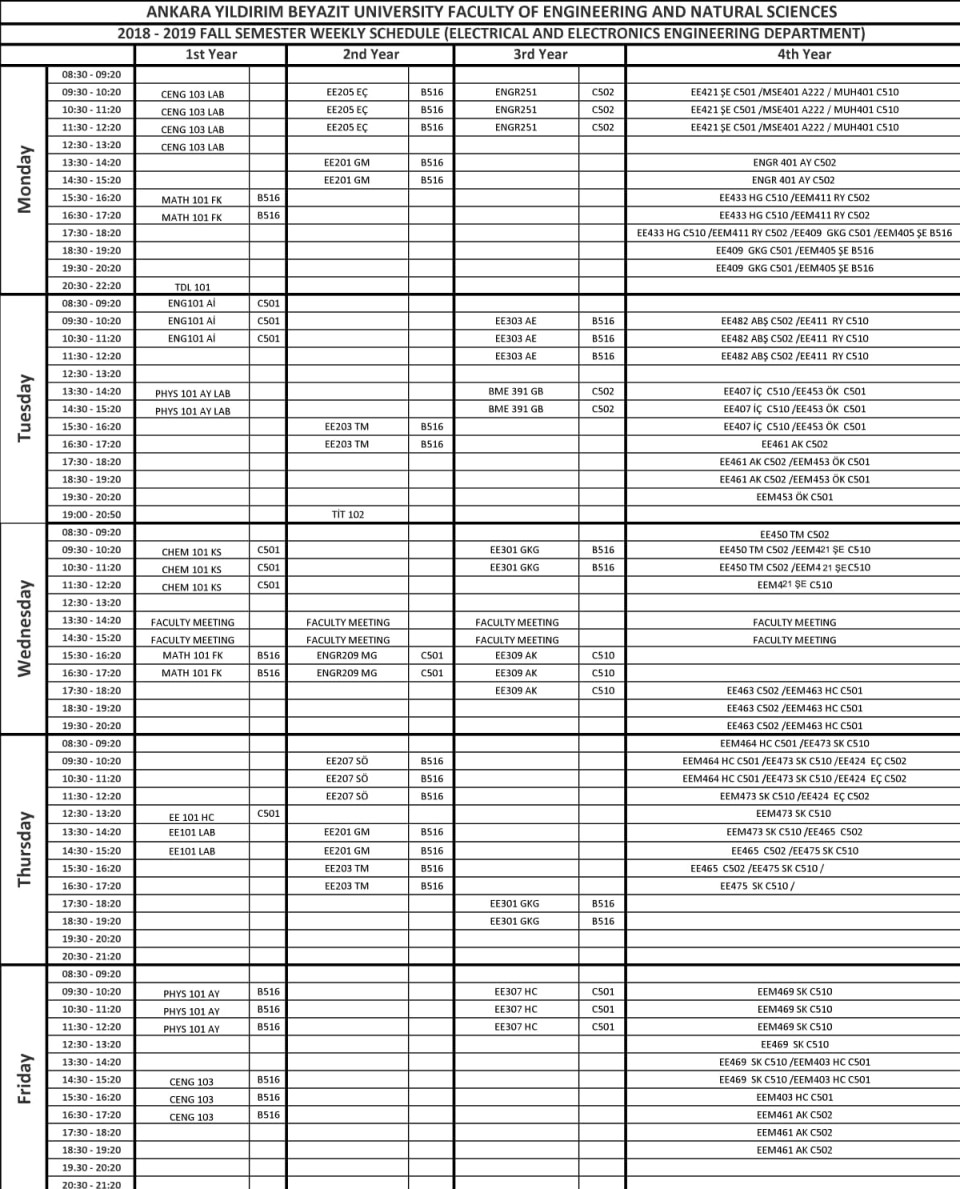 ANKARA YILDIRIM BEYAZIT UNIVERSITY FACULTY OF ENGINEERING AND NATURAL SCIENCES
2018 - 2019 FALL SEMESTER WEEKLY SCHEDULE (ELECTRICAL AND ELECTRONICS ENGINEERING DEPARTMENT)
1st Year 2nd Year 3rd Year 4th Year
Monday
08:30 - 09:20
09:30 - 10:20 CENG 103 LAB EE205 EÇ B516 ENGR251 C502 EE421 ŞE C501 /MSE401 A222 / MUH401 C510
10:30 - 11:20 CENG 103 LAB EE205 EÇ B516 ENGR251 C502 EE421 ŞE C501 /MSE401 A222 / MUH401 C510
11:30 - 12:20 CENG 103 LAB EE205 EÇ B516 ENGR251 C502 EE421 ŞE C501 /MSE401 A222 / MUH401 C510
12:30 - 13:20 CENG 103 LAB
13:30 - 14:20 EE201 GM B516 ENGR 401 AY C502
14:30 - 15:20 EE201 GM B516 ENGR 401 AY C502
15:30 - 16:20 MATH 101 FK B516 EE433 HG C510 /EEM411 RY C502
16:30 - 17:20 MATH 101 FK B516 EE433 HG C510 /EEM411 RY C502
17:30 - 18:20 EE433 HG C510 /EEM411 RY C502 /EE409 GKG C501 /EEM405 ŞE B516
18:30 - 19:20 EE409 GKG C501 /EEM405 ŞE B516
19:30 - 20:20 EE409 GKG C501 /EEM405 ŞE B516
20:30 - 22:20 TDL 101
Tuesday
08:30 - 09:20 ENG101 Aİ C501
09:30 - 10:20 ENG101 Aİ C501 EE303 AE B516 EE482 ABŞ C502 /EE411 RY C510
10:30 - 11:20 ENG101 Aİ C501 EE303 AE B516 EE482 ABŞ C502 /EE411 RY C510
11:30 - 12:20 EE303 AE B516 EE482 ABŞ C502 /EE411 RY C510
12:30 - 13:20
13:30 - 14:20 PHYS 101 AY LAB BME 391 GB C502 EE407 İÇ C510 /EE453 ÖK C501
14:30 - 15:20 PHYS 101 AY LAB BME 391 GB C502 EE407 İÇ C510 /EE453 ÖK C501
15:30 - 16:20 EE203 TM B516 EE407 İÇ C510 /EE453 ÖK C501
16:30 - 17:20 EE203 TM B516 EE461 AK C502
17:30 - 18:20 EE461 AK C502 /EEM453 ÖK C501
18:30 - 19:20 EE461 AK C502 /EEM453 ÖK C501
19:30 - 20:20 EEM453 ÖK C501
19:00 - 20:50 TİT 102
Wednesday
08:30 - 09:20 EE450 TM C502
09:30 - 10:20 CHEM 101 KS C501 EE301 GKG B516 EE450 TM C502 /EEM421 ŞE C510
10:30 - 11:20 CHEM 101 KS C501 EE301 GKG B516 EE450 TM C502 /EEM4 21 ŞE C510
11:30 - 12:20 CHEM 101 KS C501 EEM421 ŞE C510
12:30 - 13:20
13:30 - 14:20 FACULTY MEETING FACULTY MEETING FACULTY MEETING FACULTY MEETING
14:30 - 15:20 FACULTY MEETING FACULTY MEETING FACULTY MEETING FACULTY MEETING
15:30 - 16:20 MATH 101 FK B516 ENGR209 MG C501 EE309 AK C510
16:30 - 17:20 MATH 101 FK B516 ENGR209 MG C501 EE309 AK C510
17:30 - 18:20 EE309 AK C510 EE463 C502 /EEM463 HC C501
18:30 - 19:20 EE463 C502 /EEM463 HC C501
19:30 - 20:20 EE463 C502 /EEM463 HC C501
Thursday
08:30 - 09:20 EEM464 HC C501 /EE473 SK C510
09:30 - 10:20 EE207 SÖ B516 EEM464 HC C501 /EE473 SK C510 /EE424 EÇ C502
10:30 - 11:20 EE207 SÖ B516 EEM464 HC C501 /EE473 SK C510 /EE424 EÇ C502
11:30 - 12:20 EE207 SÖ B516 EEM473 SK C510 /EE424 EÇ C502
12:30 - 13:20 EE 101 HC C501 EEM473 SK C510
13:30 - 14:20 EE101 LAB EE201 GM B516 EEM473 SK C510 /EE465 C502
14:30 - 15:20 EE101 LAB EE201 GM B516 EE465 C502 /EE475 SK C510
15:30 - 16:20 EE203 TM B516 EE465 C502 /EE475 SK C510 /
16:30 - 17:20 EE203 TM B516 EE475 SK C510 /
17:30 - 18:20 EE301 GKG B516
18:30 - 19:20 EE301 GKG B516
19:30 - 20:20
20:30 - 21:20
Friday
08:30 - 09:20
09:30 - 10:20 PHYS 101 AY B516 EE307 HC C501 EEM469 SK C510
10:30 - 11:20 PHYS 101 AY B516 EE307 HC C501 EEM469 SK C510
11:30 - 12:20 PHYS 101 AY B516 EE307 HC C501 EEM469 SK C510
12:30 - 13:20 EE469 SK C510
13:30 - 14:20 EE469 SK C510 /EEM403 HC C501
14:30 - 15:20 CENG 103 B516 EE469 SK C510 /EEM403 HC C501
15:30 - 16:20 CENG 103 B516 EEM403 HC C501
16:30 - 17:20 CENG 103 B516 EEM461 AK C502
17:30 - 18:20 EEM461 AK C502
18:30 - 19:20 EEM461 AK C502
19.30 - 20:20
20:30 - 21:20